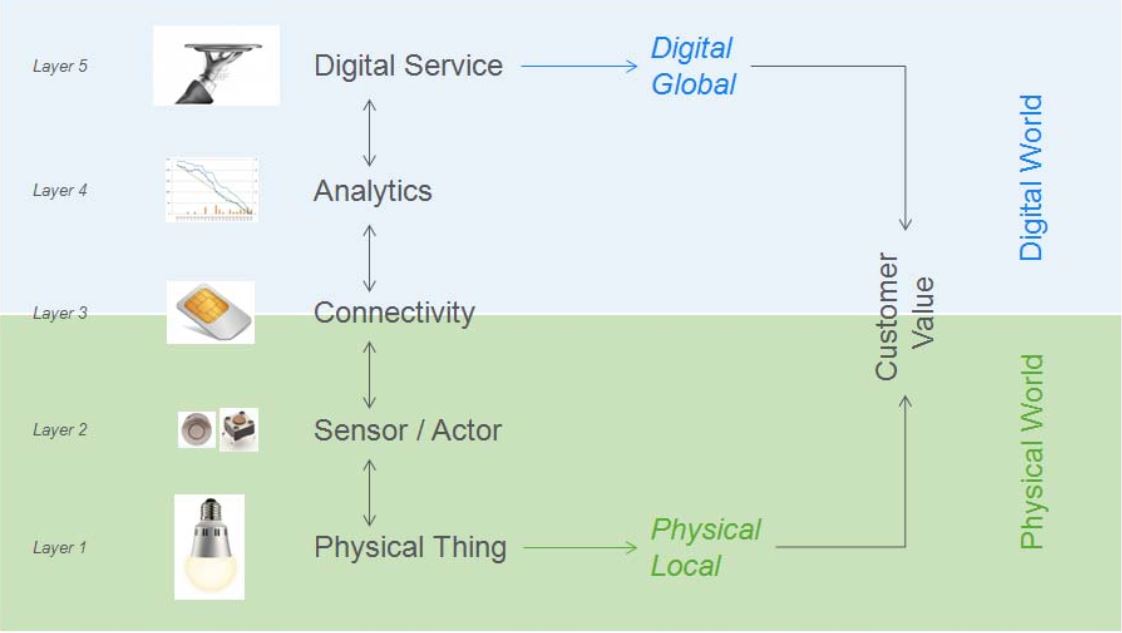 Layer 5
Digital Service
Digital
Global
Layer 4
Analytics
Digital World
Layer 3
Connectivity
Customer
Value
Layer 2
Sensor / Actor
Physical World
Layer 1
Physical Thing
Physical
Local